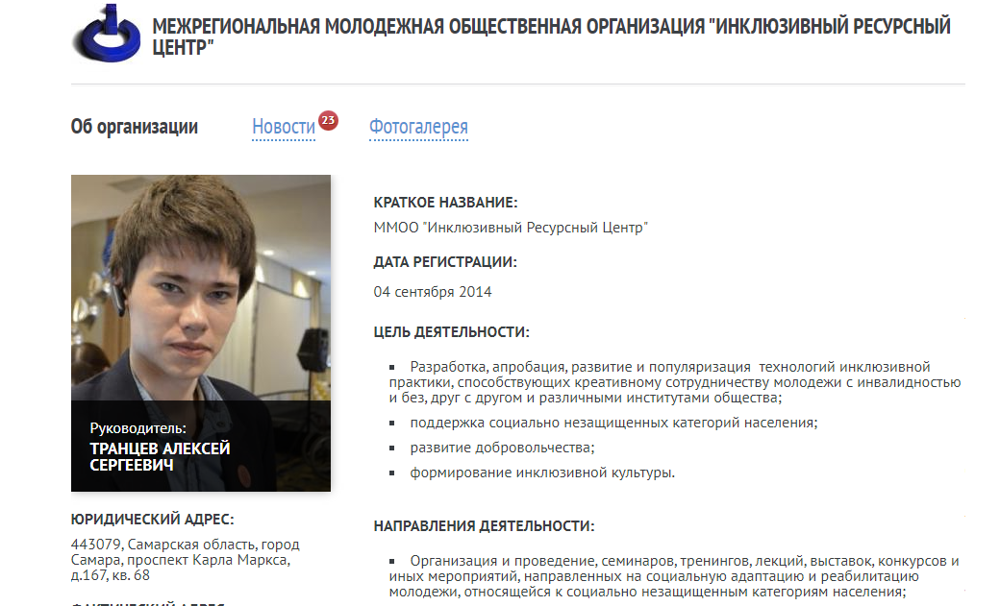 МЕЖРЕГИОНАЛЬНАЯ МОЛОДЕЖНАЯ ОБЩЕСТВЕННАЯ ОРГАНИЗАЦИЯ "ИНКЛЮЗИВНЫЙ РЕСУРСНЫЙ
ЦЕНТР"
Об организации
Новости 23
Фотогалерея
Руководитель:
ТРАНЦЕВ АЛЕКСЕЙ
СЕРГЕЕВИЧ
ЮРИДИЧЕСКИЙ АДРЕС:
443079, Самарская область, город
Самара, проспект Карла Маркса,
д.167, кв. 68
ФАКТИЧЕСКИЙ АДРЕС
КРАТКОЕ НАЗВАНИЕ:
ММОО "Инклюзивный Ресурсный Центр"
ДАТА РЕГИСТРАЦИИ:
04 сентября 2014
ЦЕЛЬ ДЕЯТЕЛЬНОСТИ:
Разработка, апробация, развитие и популяризация технологий инклюзивной
практики, способствующих креативному сотрудничеству молодежи с инвалидностью
и без, друг с другом и различными институтами общества;
поддержка социально незащищенных категорий населения;
развитие добровольчества;
формирование инклюзивной культуры.
НАПРАВЛЕНИЯ ДЕЯТЕЛЬНОСТИ:
Организация и проведение, семинаров, тренингов, лекций, выставок, конкурсов и
иных мероприятий, направленных на социальную адаптацию и реабилитацию
молодежи, относящейся к социально незащищенным категориям населения;